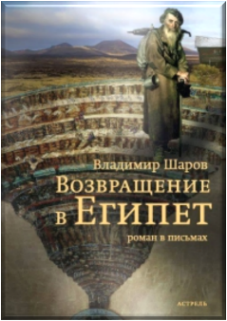 Владимир Шаров
Возвращение
в Египет
роман в письмах
АСТРЕЛЬ